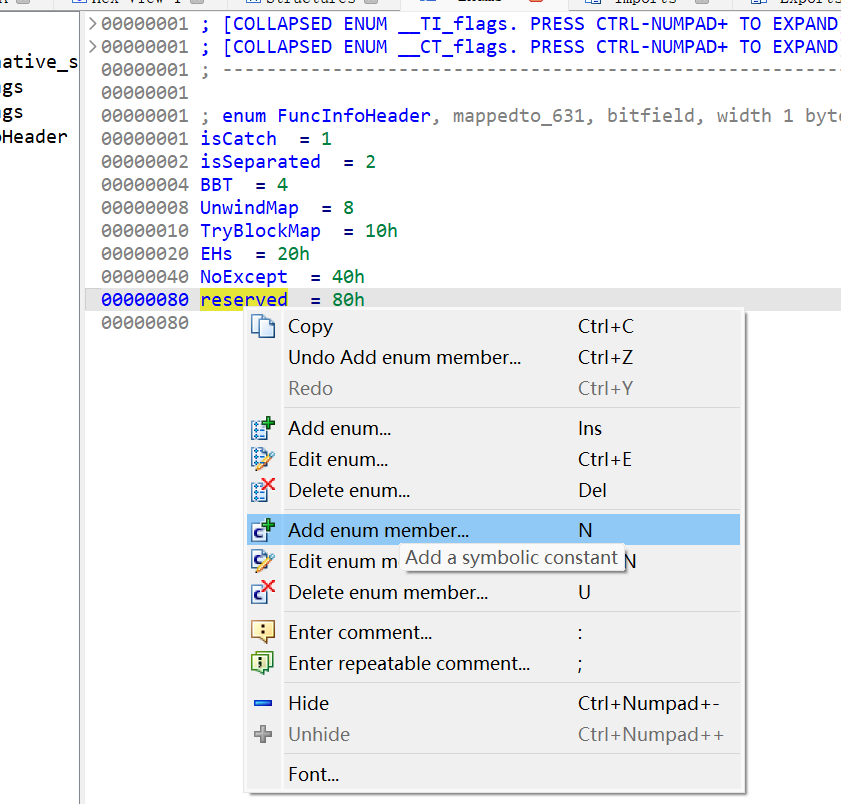 Hex View-1 Structures Enums Imports Exports
native_s
gs
gs
oHeader
00000001 ; [COLLAPSED ENUM __TI_flags. PRESS CTRL-NUMPAD+ TO EXPAND
00000001 ; [COLLAPSED ENUM __CT_flags. PRESS CTRL-NUMPAD+ TO EXPAND
00000001 ; ---------------------------------------------------------
00000001
00000001 ; enum FuncInfoHeader, mappedto_631, bitfield, width 1 byte
00000001 isCatch = 1
00000002 isSeparated = 2
00000004 BBT = 4
00000008 UnwindMap = 8
00000010 TryBlockMap = 10h
00000020 EHs = 20h
00000040 NoExcept = 40h
00000080 reserved = 80h
00000080
Copy Ctrl+C
Undo Add enum member... Ctrl+Z
Redo Ctrl+Y
Add enum... Ins
Edit enum... Ctrl+E
Delete enum... Del
Add enum member... N
Edit enum m N
Add a symbolic constant
Delete enum member... U
Enter comment... :
Enter repeatable comment... ;
Hide Ctrl+Numpad+-
Unhide Ctrl+Numpad++
Font...